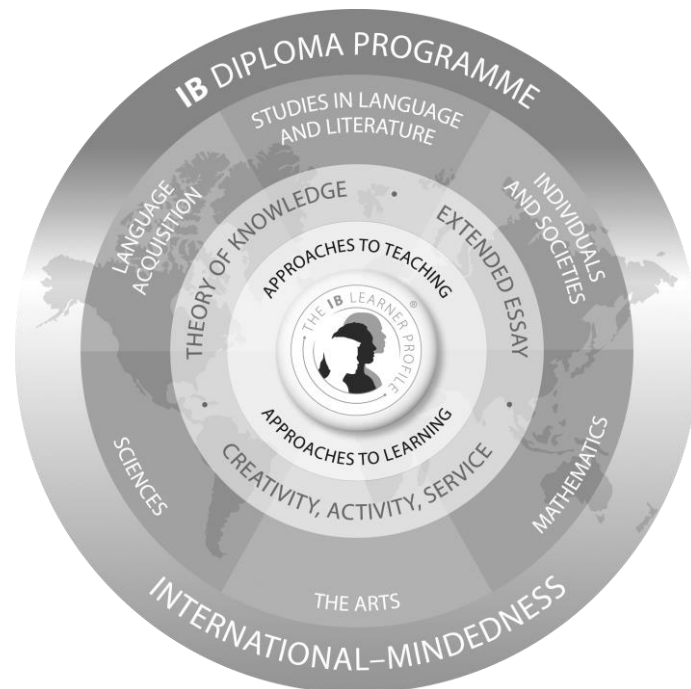 IB DIPLOMA PROGRAMME
STUDIES IN LANGUAGE
AND LITERATURE
LANGUAGE
ACQUISITION
INDIVIDUALS
AND SOCIETIES
THEORY OF KNOWLEDGE
EXTENDED ESSAY
APPROACHES TO TEACHING
THE IB LEARNER PROFILE
®
APPROACHES TO LEARNING
CREATIVITY, ACTIVITY, SERVICE
SCIENCES
MATHEMATICS
THE ARTS
INTERNATIONAL–MINDEDNESS